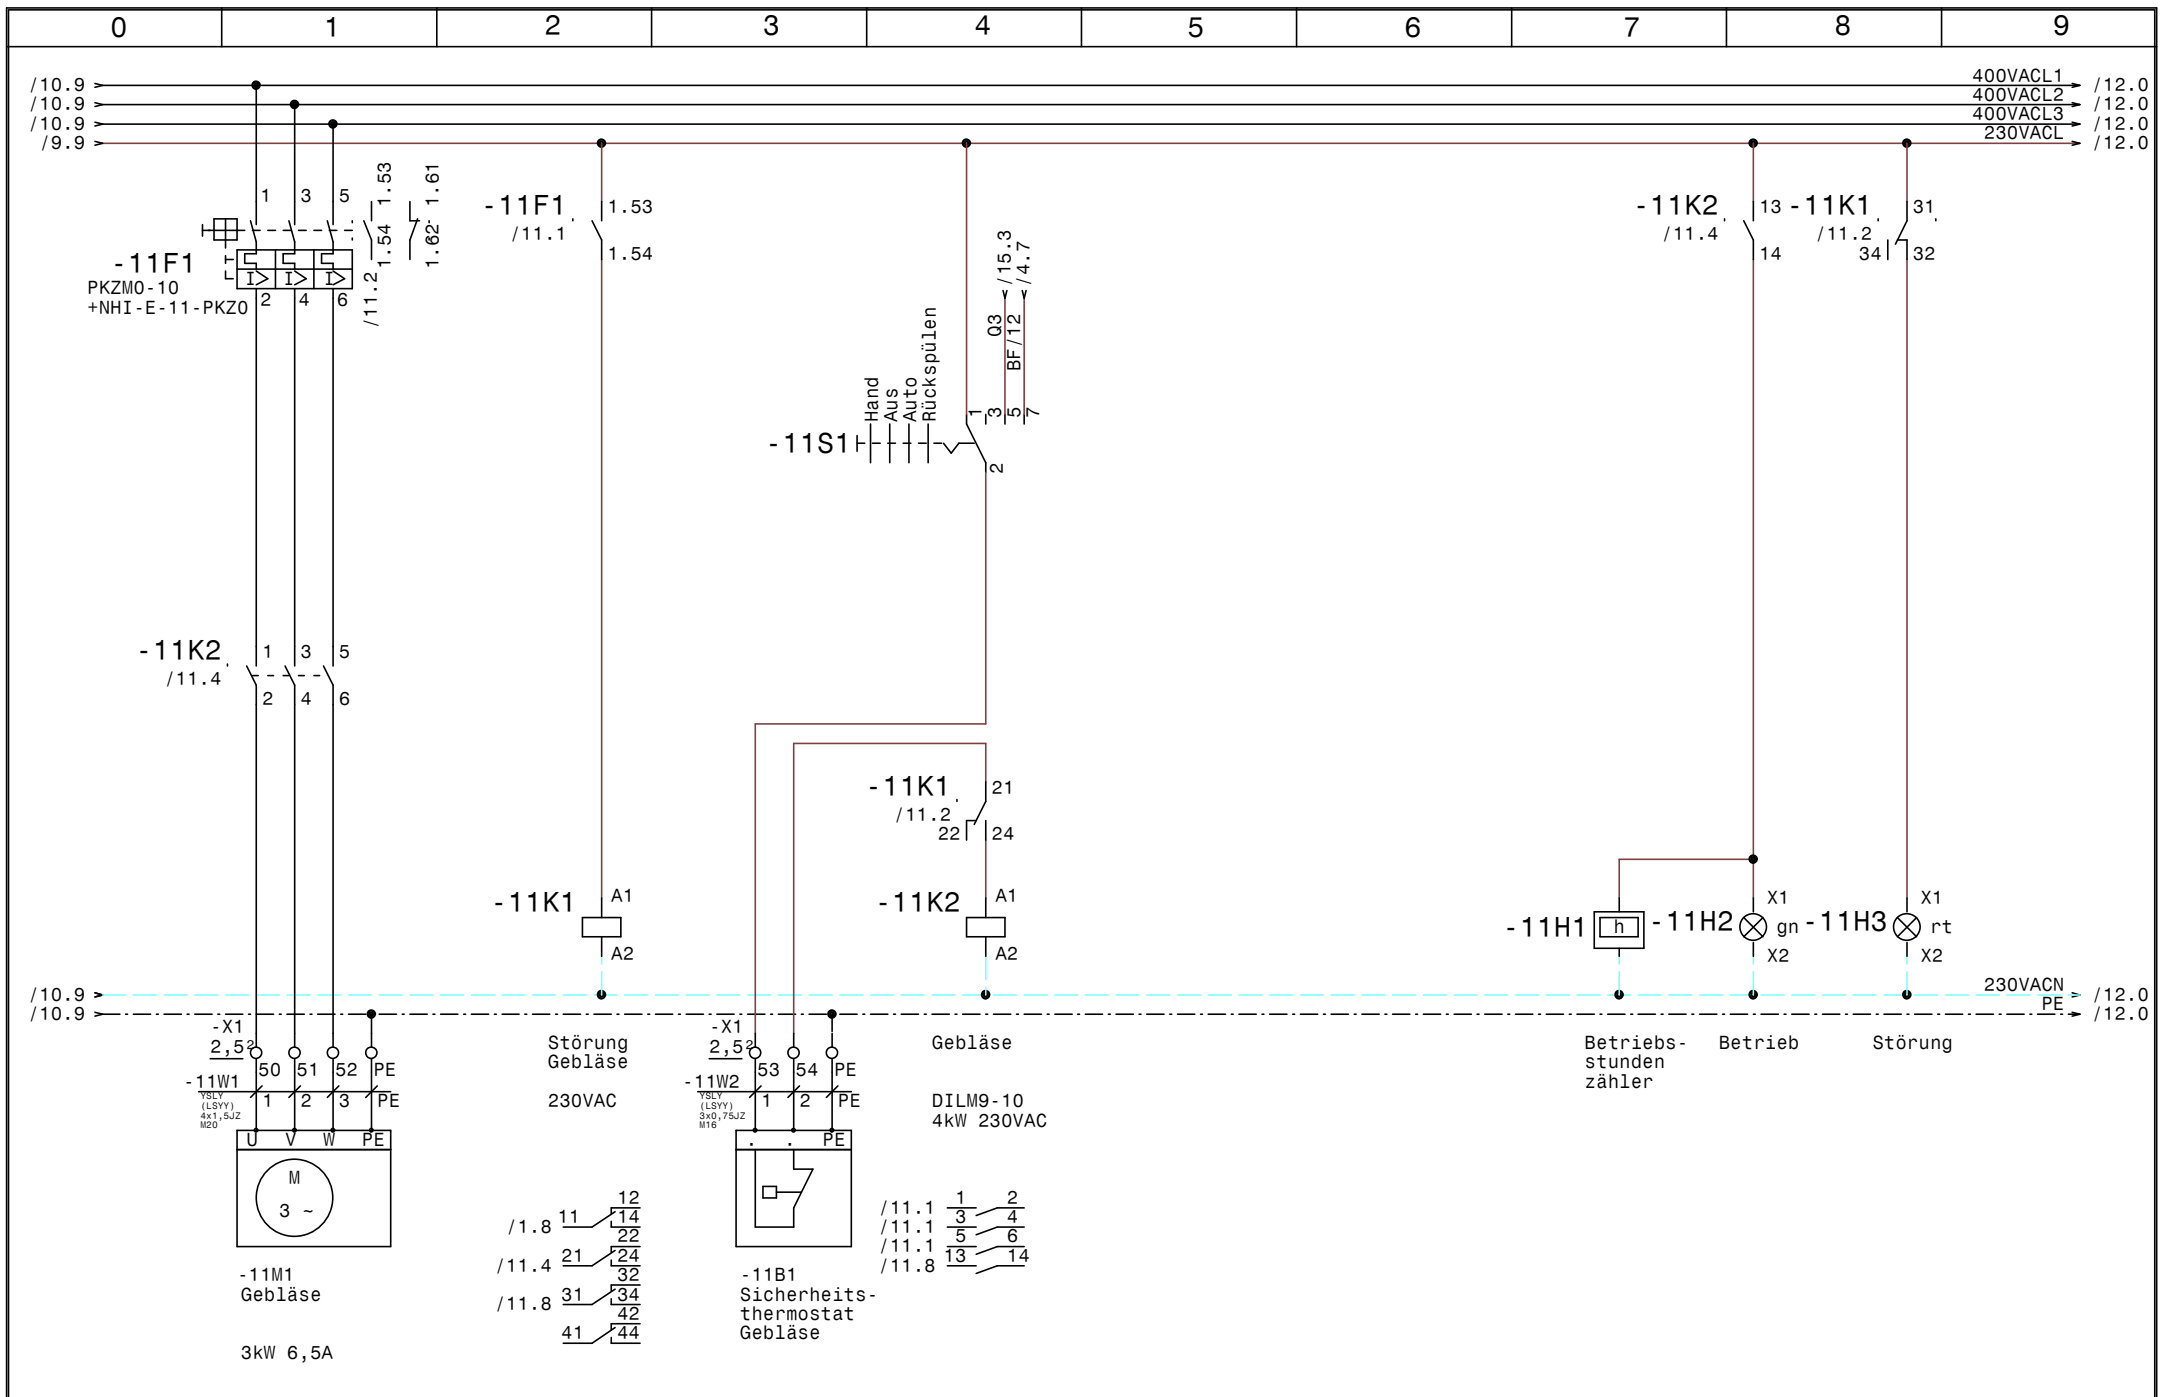 0 1 2 3 4 5 6 7 8 9
/10.9 400VACL1 /12.0
/10.9 400VACL2 /12.0
/10.9 400VACL3 /12.0
/9.9 230VACL /12.0
1 3 5
1.53
1.54
1.61
1.62
/11.2
-11F1
PKZM0-10
+NHI-E-11-PKZ0
I> I> I>
2 4 6
-11F1
/11.1
1.53
1.54
/15.3
/4.7
Q3
BF/12
Hand
Aus
Auto
Rückspülen
-11S1
1
3
5
7
2
-11K2
/11.4
13
14
-11K1
/11.2
31
34 32
-11K2
/11.4
1 3 5
2 4 6
-11K1
/11.2
21
22 24
-11K1
A1
A2
-11K2
A1
A2
-11H1
h
-11H2
X1
gn
X2
-11H3
X1
rt
X2
/10.9 230VACN /12.0
/10.9 PE /12.0
-X1
2,5²
50 51 52 PE
-11W1
YSLY
(LSYY)
4x1,5JZ
M20
1 2 3 PE
U V W PE
M
3 ~
-11M1
Gebläse
3kW 6,5A
Störung
Gebläse
230VAC
12
/1.8 11 14
22
/11.4 21 24
32
/11.8 31 34
42
41 44
-X1
2,5²
53 54 PE
-11W2
YSLY
(LSYY)
3x0,75JZ
M16
1 2 PE
. . PE
-11B1
Sicherheits-
thermostat
Gebläse
Gebläse
DILM9-10
4kW 230VAC
/11.1 1 2
/11.1 3 4
/11.1 5 6
/11.8 13 14
Betriebs-
stunden
zähler
Betrieb
Störung